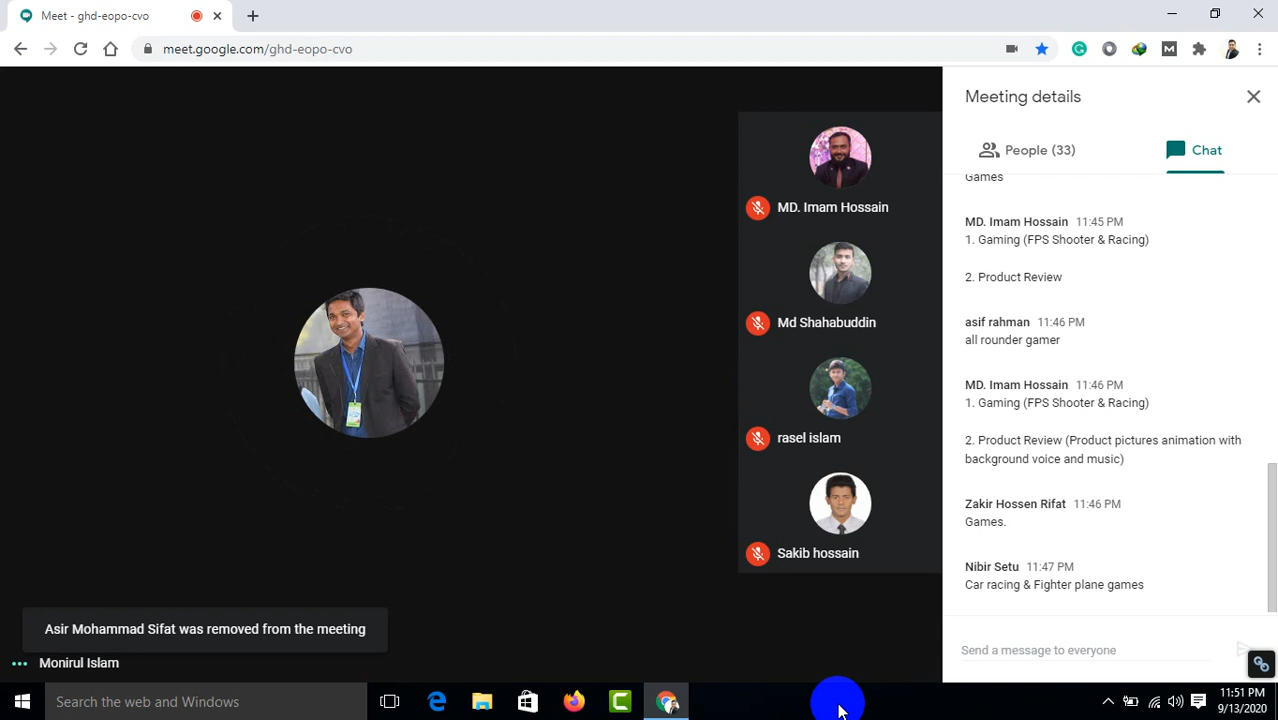 Meet - ghd-eopo-cvo
meet.google.com/ghd-eopo-cvo
MD. Imam Hossain
Md Shahabuddin
rasel islam
Sakib hossain
Asir Mohammad Sifat was removed from the meeting
Monirul Islam
Meeting details
People (33)
Chat
Games
MD. Imam Hossain 11:45 PM
1. Gaming (FPS Shooter & Racing)
2. Product Review
asif rahman 11:46 PM
all rounder gamer
MD. Imam Hossain 11:46 PM
1. Gaming (FPS Shooter & Racing)
2. Product Review (Product pictures animation with
background voice and music)
Zakir Hossen Rifat 11:46 PM
Games.
Nibir Setu 11:47 PM
Car racing & Fighter plane games
Send a message to everyone
Search the web and Windows
11:51 PM
9/13/2020